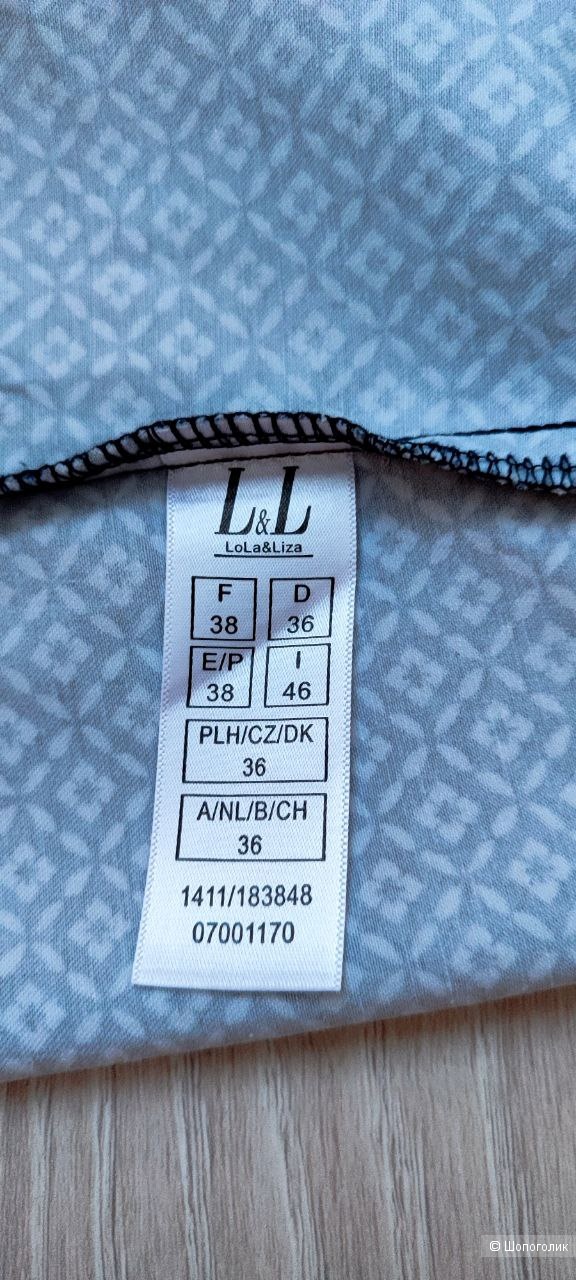 L&L
LoLa&Liza
F D
38 36
E/P I
38 46
PLH/CZ/DK
36
A/NL/B/CH
36
1411/183848
07001170
© Шопоголик